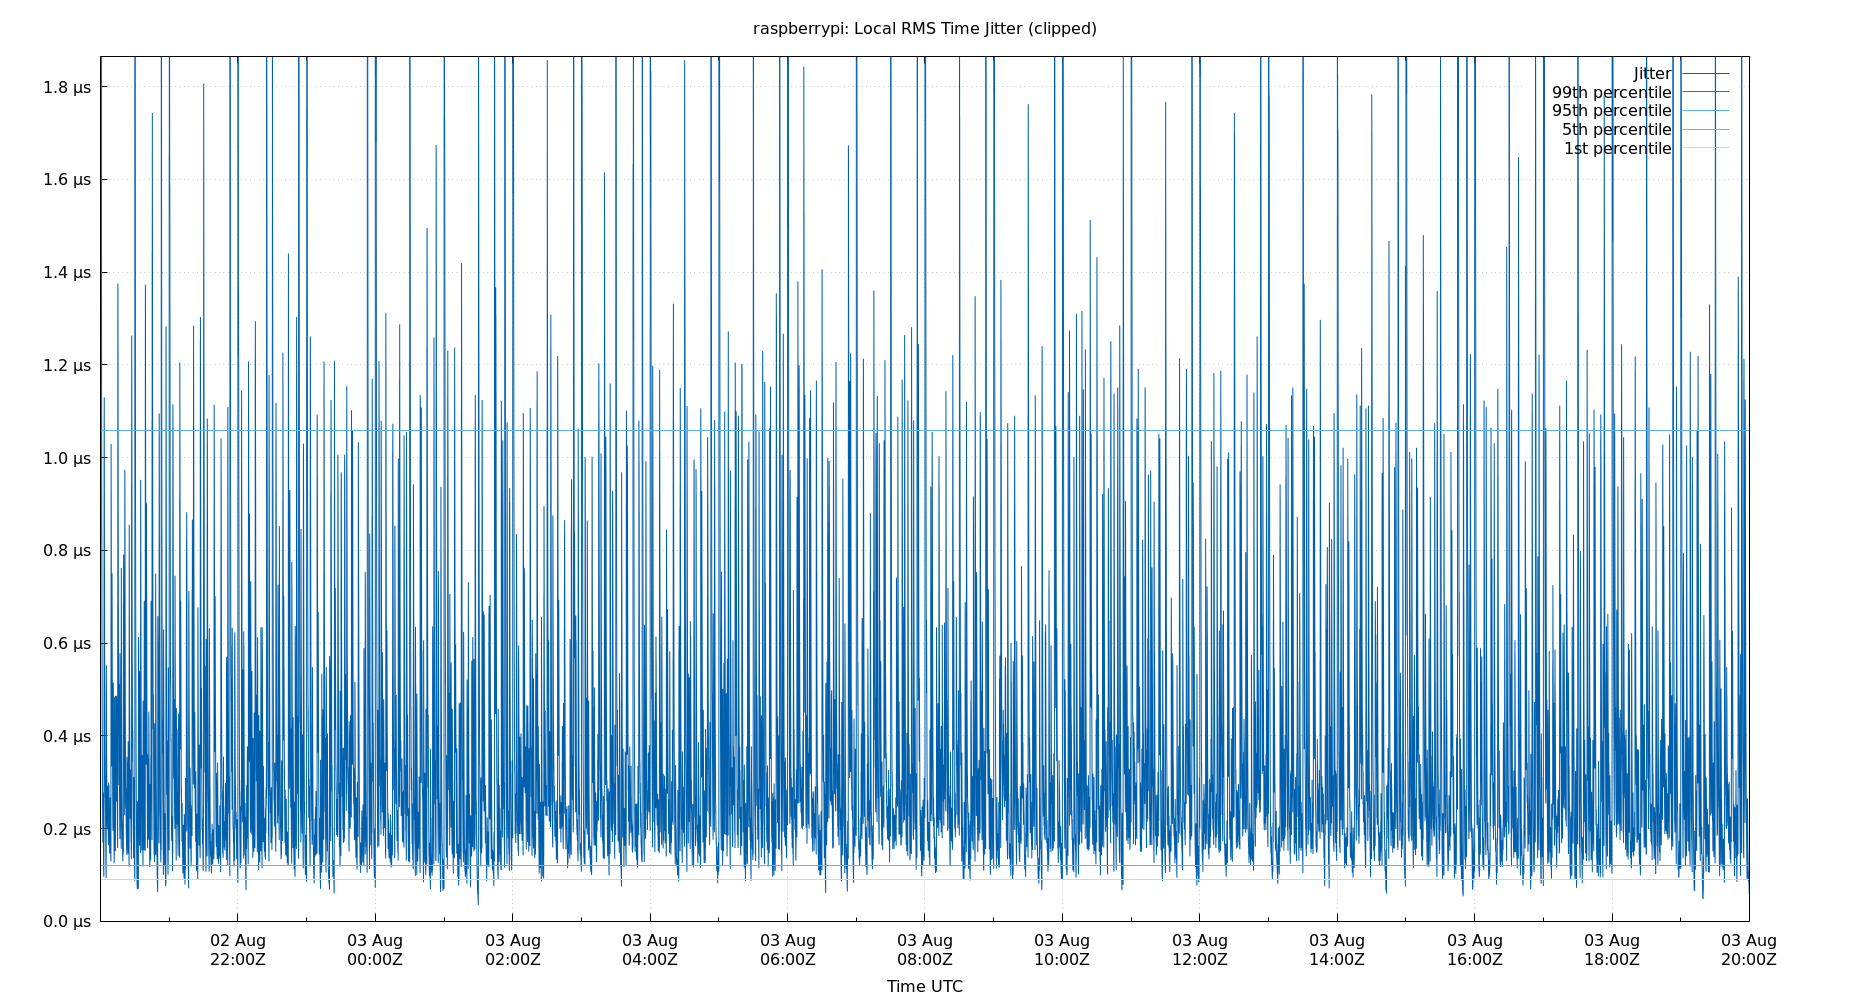 raspberrypi: Local RMS Time Jitter (clipped)
1.8 µs
1.6 µs
1.4 µs
1.2 µs
1.0 µs
0.8 µs
0.6 µs
0.4 µs
0.2 µs
0.0 µs
Jitter
99th percentile
95th percentile
5th percentile
1st percentile
02 Aug 03 Aug 03 Aug 03 Aug 03 Aug 03 Aug 03 Aug 03 Aug 03 Aug 03 Aug 03 Aug 03 Aug
22:00Z 00:00Z 02:00Z 04:00Z 06:00Z 08:00Z 10:00Z 12:00Z 14:00Z 16:00Z 18:00Z 20:00Z
Time UTC